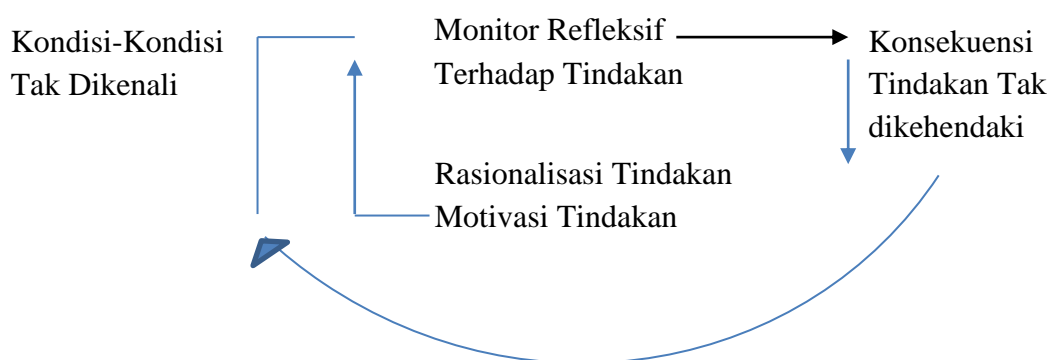 Kondisi-Kondisi
Tak Dikenali
Monitor Refleksif
Terhadap Tindakan
Rasionalisasi Tindakan
Motivasi Tindakan
Konsekuensi
Tindakan Tak
dikehendaki